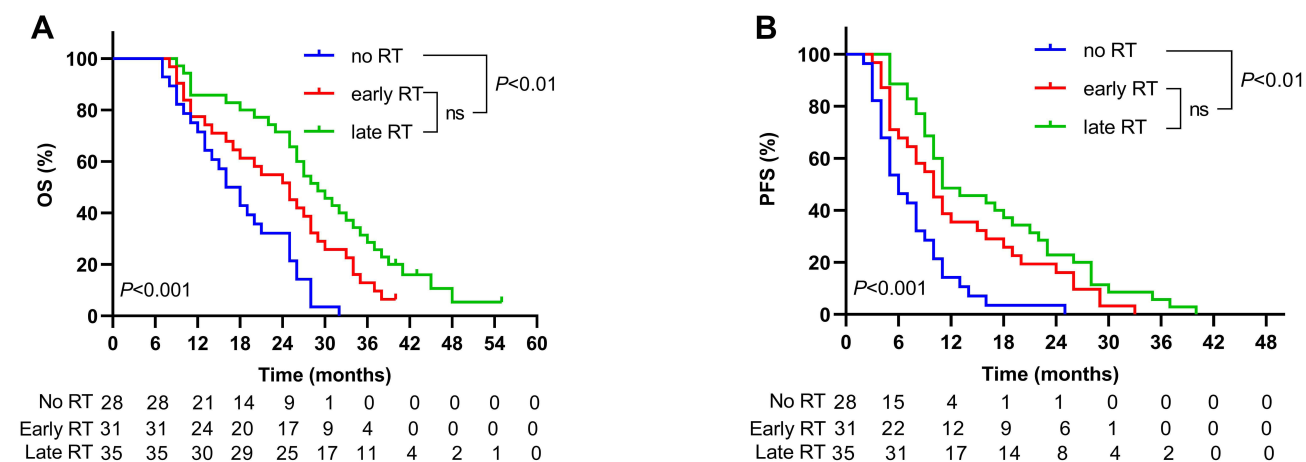 A
OS (%)
100
80
60
40
20
0
no RT
early RT
late RT
ns
P<0.01
P<0.001
0 6 12 18 24 30 36 42 48 54 60
Time (months)
No RT 28 28 21 14 9 1 0 0 0 0 0
Early RT 31 31 24 20 17 9 4 0 0 0 0
Late RT 35 35 30 29 25 17 11 4 2 1 0
B
PFS (%)
100
80
60
40
20
0
no RT
early RT
late RT
ns
P<0.01
P<0.001
0 6 12 18 24 30 36 42 48
Time (months)
No RT 28 15 4 1 1 0 0 0 0
Early RT 31 22 12 9 6 1 0 0 0
Late RT 35 31 17 14 8 4 2 0 0